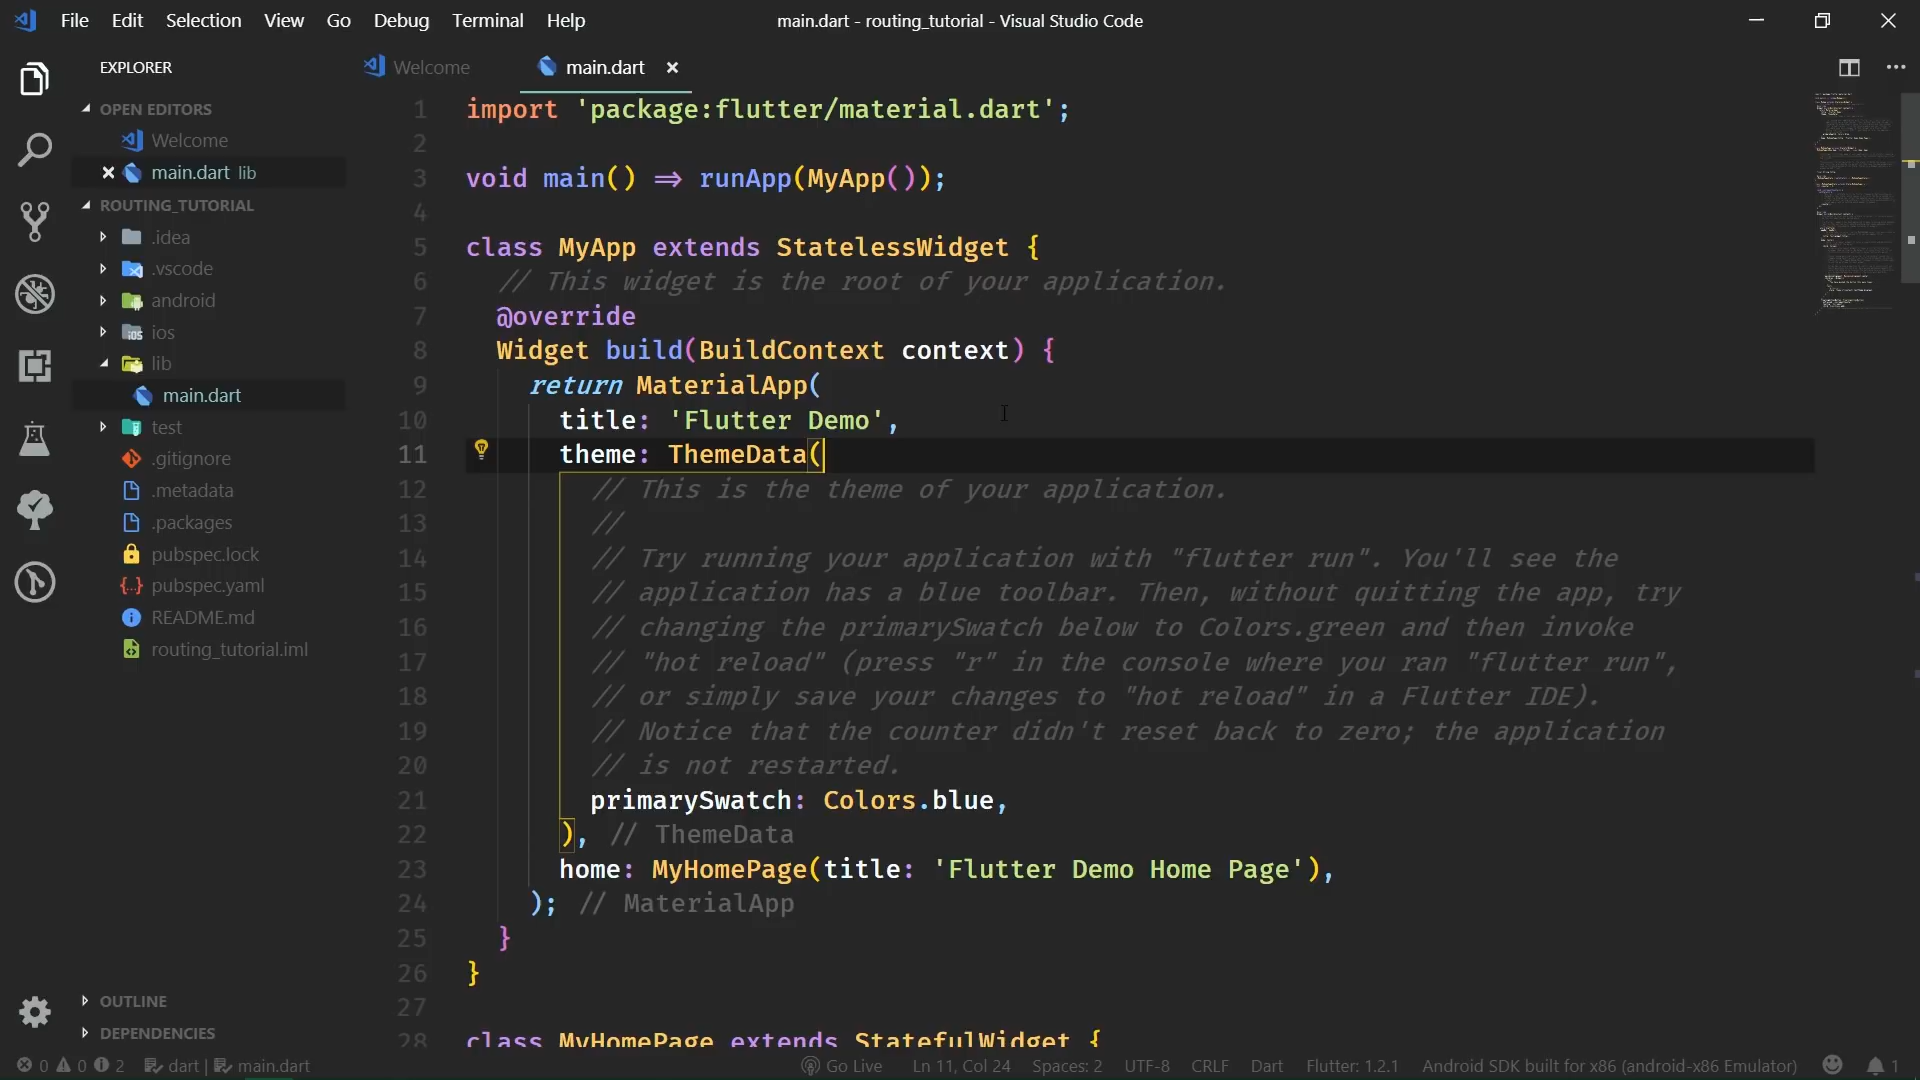 File Edit Selection View Go Debug Terminal Help
main.dart - routing_tutorial - Visual Studio Code
EXPLORER
OPEN EDITORS
Welcome
main.dart lib
ROUTING_TUTORIAL
.idea
.vscode
android
ios
lib
main.dart
test
.gitignore
.metadata
.packages
pubspec.lock
pubspec.yaml
README.md
routing_tutorial.iml
OUTLINE
DEPENDENCIES
Welcome
main.dart
1 import 'package:flutter/material.dart';
2
3 void main() => runApp(MyApp());
4
5 class MyApp extends StatelessWidget {
6 // This widget is the root of your application.
7 @override
8 Widget build(BuildContext context) {
9 return MaterialApp(
10 title: 'Flutter Demo',
11 theme: ThemeData(
12 // This is the theme of your application.
13 //
14 // Try running your application with "flutter run". You'll see the
15 // application has a blue toolbar. Then, without quitting the app, try
16 // changing the primarySwatch below to Colors.green and then invoke
17 // "hot reload" (press "r" in the console where you ran "flutter run",
18 // or simply save your changes to "hot reload" in a Flutter IDE).
19 // Notice that the counter didn't reset back to zero; the application
20 // is not restarted.
21 primarySwatch: Colors.blue,
22 ), // ThemeData
23 home: MyHomePage(title: 'Flutter Demo Home Page'),
24 ); // MaterialApp
25 }
26 }
27
28 class MyHomePage extends StatefulWidget {
0 0 2 dart | main.dart Go Live Ln 11, Col 24 Spaces: 2 UTF-8 CRLF Dart Flutter: 1.2.1 Android SDK built for x86 (android-x86 Emulator) 1